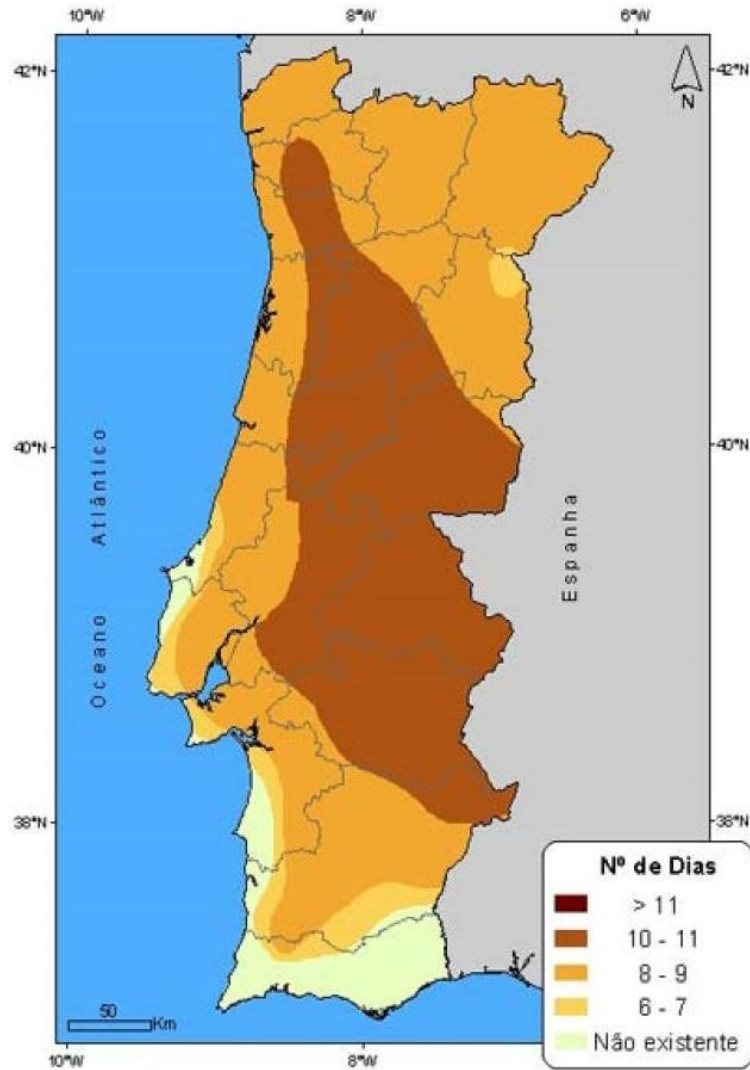 10°W 8°W 6°W
42°N 42°N
N
40°N 40°N
Oceano Atlântico
Espanha
38°N 38°N
Nº de Dias
> 11
10 - 11
8 - 9
6 - 7
Não existente
50
Km
10°W 8°W